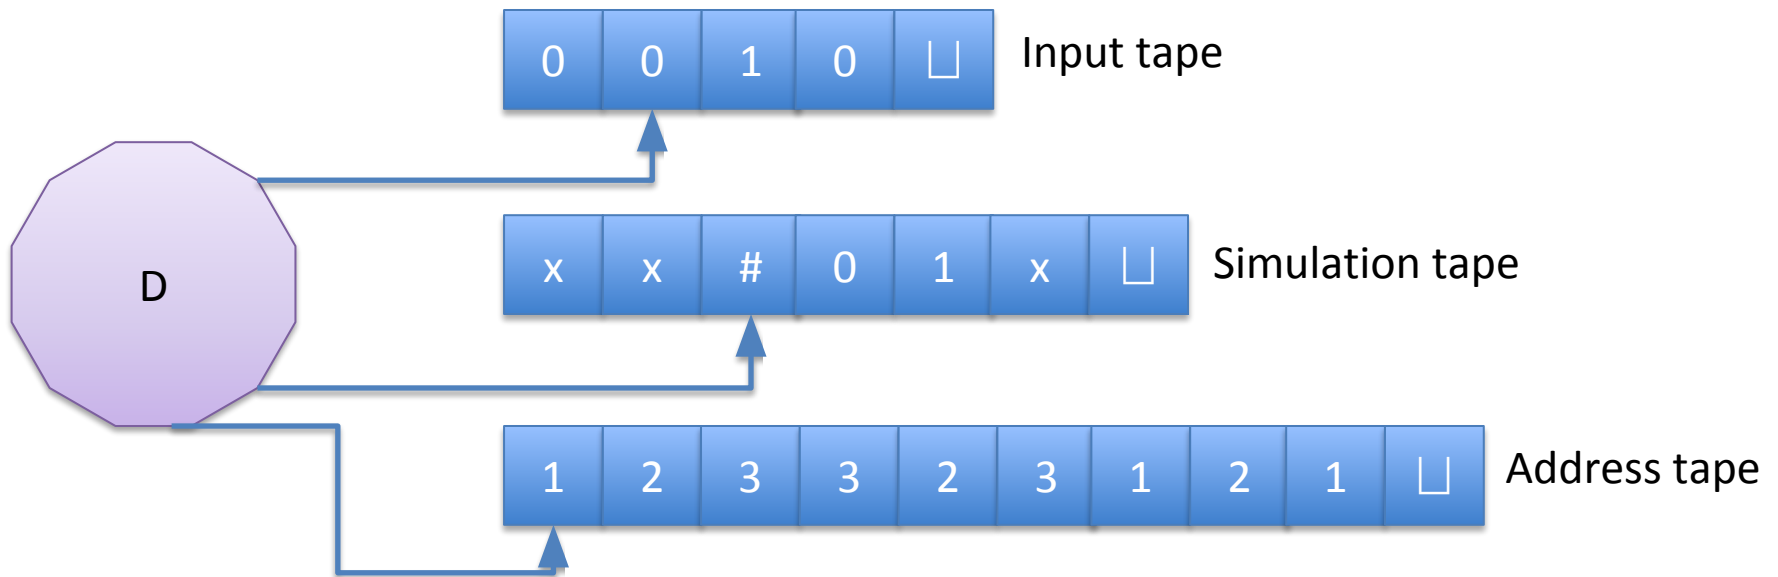 0 0 1 0 ⊔ Input tape
D
x x # 0 1 x ⊔ Simulation tape
1 2 3 3 2 3 1 2 1 ⊔ Address tape